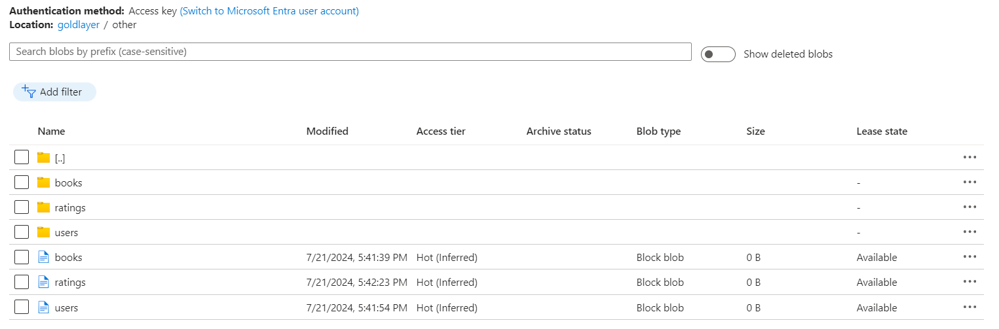 Authentication method: Access key (Switch to Microsoft Entra user account)
Location: goldlayer / other
Search blobs by prefix (case-sensitive) Show deleted blobs
Add filter
Name Modified Access tier Archive status Blob type Size Lease state
[..]
books -
ratings -
users -
books 7/21/2024, 5:41:39 PM Hot (Inferred) Block blob 0 B Available
ratings 7/21/2024, 5:42:23 PM Hot (Inferred) Block blob 0 B Available
users 7/21/2024, 5:41:54 PM Hot (Inferred) Block blob 0 B Available